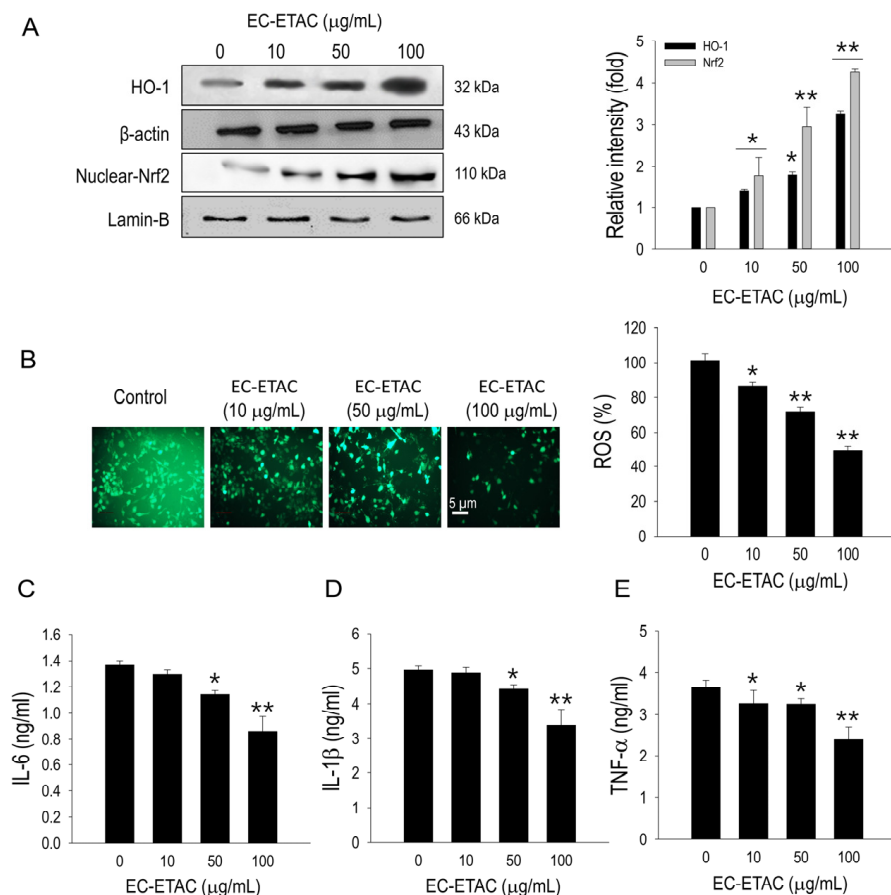 A
EC-ETAC (μg/mL)
0 10 50 100
HO-1 32 kDa
β-actin 43 kDa
Nuclear-Nrf2 110 kDa
Lamin-B 66 kDa
Relative intensity (fold)
5
4
3
2
1
0
HO-1
Nrf2
* * ** **
0 10 50 100
EC-ETAC (μg/mL)
B
Control
EC-ETAC
(10 μg/mL)
EC-ETAC
(50 μg/mL)
EC-ETAC
(100 μg/mL)
5 μm
ROS (%)
120
100
80
60
40
20
0
* ** **
0 10 50 100
EC-ETAC (μg/mL)
C
IL-6 (ng/ml)
1.6
1.4
1.2
1.0
0.8
0.6
0.4
0.2
0.0
* **
0 10 50 100
EC-ETAC (μg/mL)
D
IL-1β (ng/ml)
6
5
4
3
2
1
0
* **
0 10 50 100
EC-ETAC (μg/mL)
E
TNF-α (ng/ml)
5
4
3
2
1
0
* * **
0 10 50 100
EC-ETAC (μg/mL)